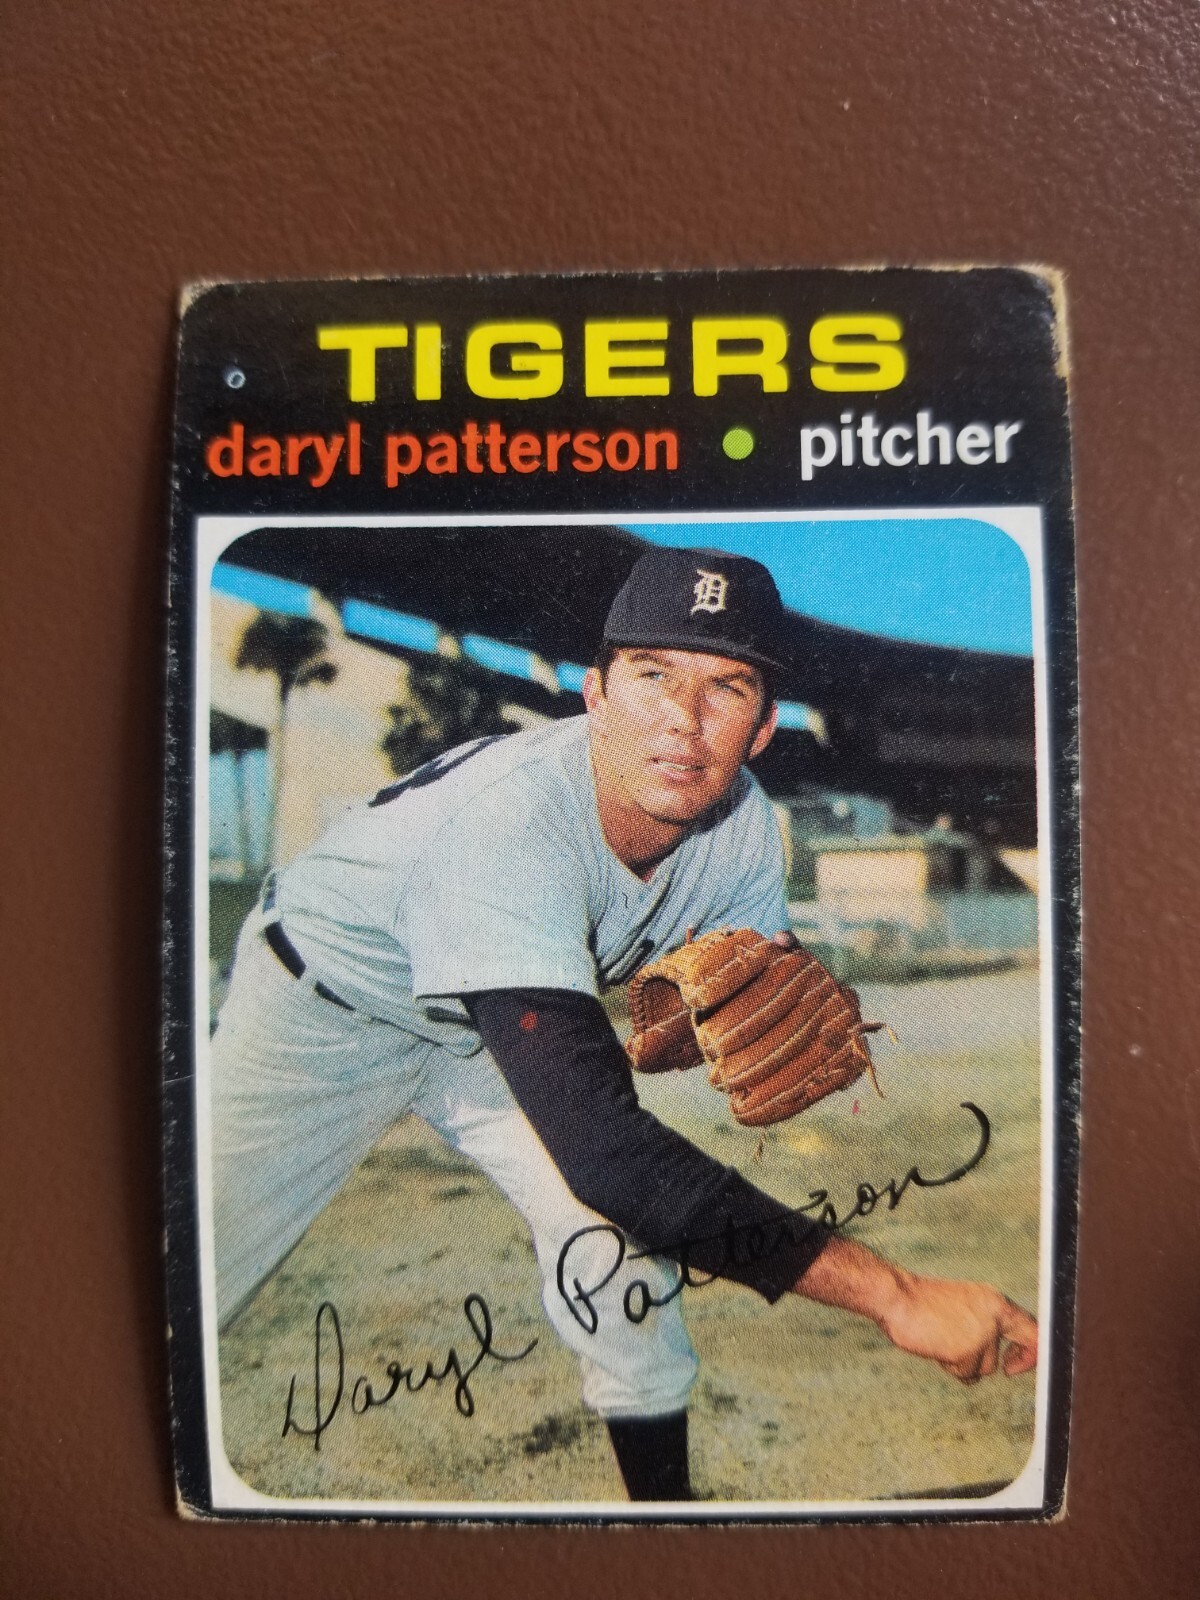 TIGERS
daryl patterson • pitcher
D
Daryl Patterson